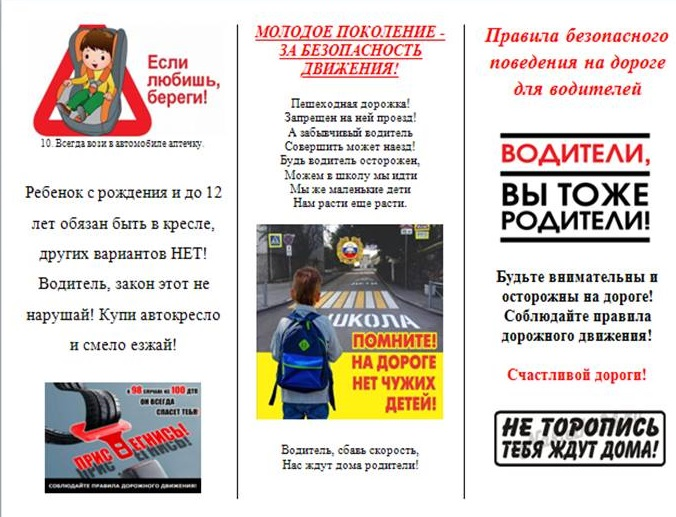 Если
любишь,
береги!
10. Всегда вози в автомобиле аптечку.
Ребенок с рождения и до 12
лет обязан быть в кресле,
других вариантов НЕТ!
Водитель, закон этот не
нарушай! Купи автокресло
и смело езжай!
в 98 случаях из 100 ДТП
ОН ВСЕГДА
СПАСЕТ ТЕБЯ!
ПРИСТЕГНИСЬ!
СОБЛЮДАЙТЕ ПРАВИЛА ДОРОЖНОГО ДВИЖЕНИЯ!
МОЛОДОЕ ПОКОЛЕНИЕ -
ЗА БЕЗОПАСНОСТЬ
ДВИЖЕНИЯ!
Пешеходная дорожка!
Запрещен на ней проезд!
А забывчивый водитель
Совершить может наезд!
Будь водитель осторожен,
Можем в школу мы идти
Мы же маленькие дети
Нам расти еще расти.
ДЕТИ
ШКОЛА
ПОМНИТЕ!
НА ДОРОГЕ
НЕТ ЧУЖИХ
ДЕТЕЙ!
Водитель, сбавь скорость,
Нас ждут дома родители!
Правила безопасного
поведения на дороге
для водителей
ВОДИТЕЛИ,
ВЫ ТОЖЕ
РОДИТЕЛИ!
Будьте внимательны и
осторожны на дороге!
Соблюдайте правила
дорожного движения!
Счастливой дороги!
НЕ ТОРОПИСЬ
ТЕБЯ ЖДУТ ДОМА!